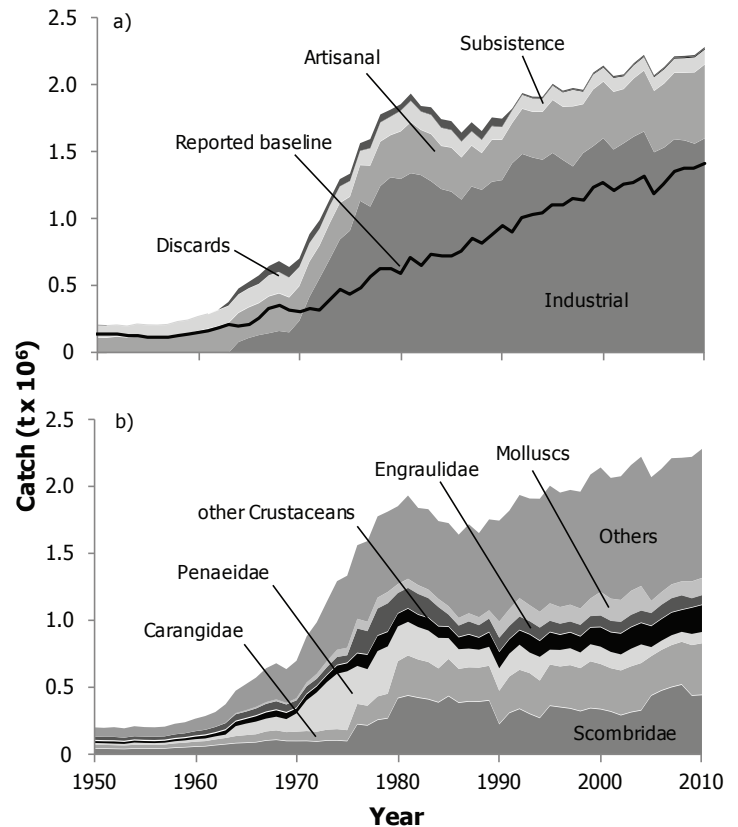 a)
2.5
2.0
1.5
1.0
0.5
0
Subsistence
Artisanal
Reported baseline
Discards
Industrial
Catch (t x 10⁶)
b)
2.5
2.0
1.5
1.0
0.5
0
Molluscs
Engraulidae
other Crustaceans
Others
Penaeidae
Carangidae
Scombridae
1950 1960 1970 1980 1990 2000 2010
Year